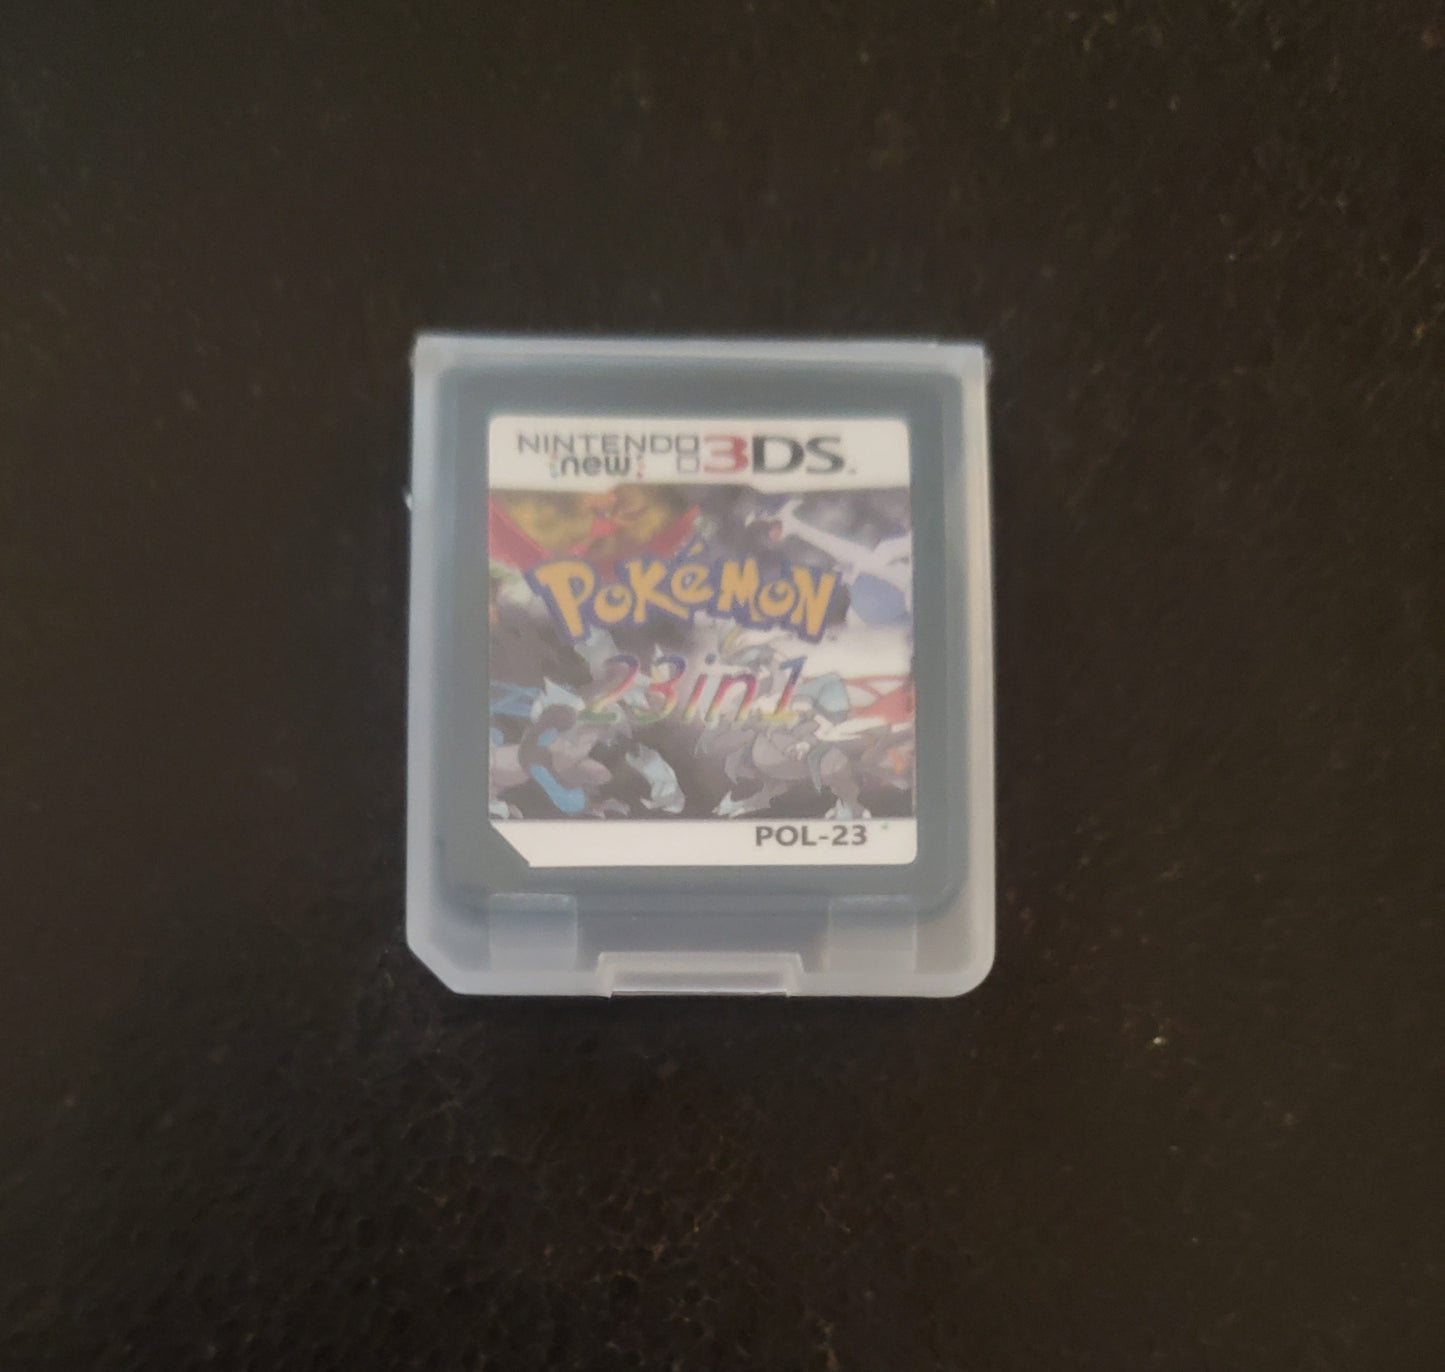 NINTENDO 3DS
new
POKéMON
23in1
POL-23